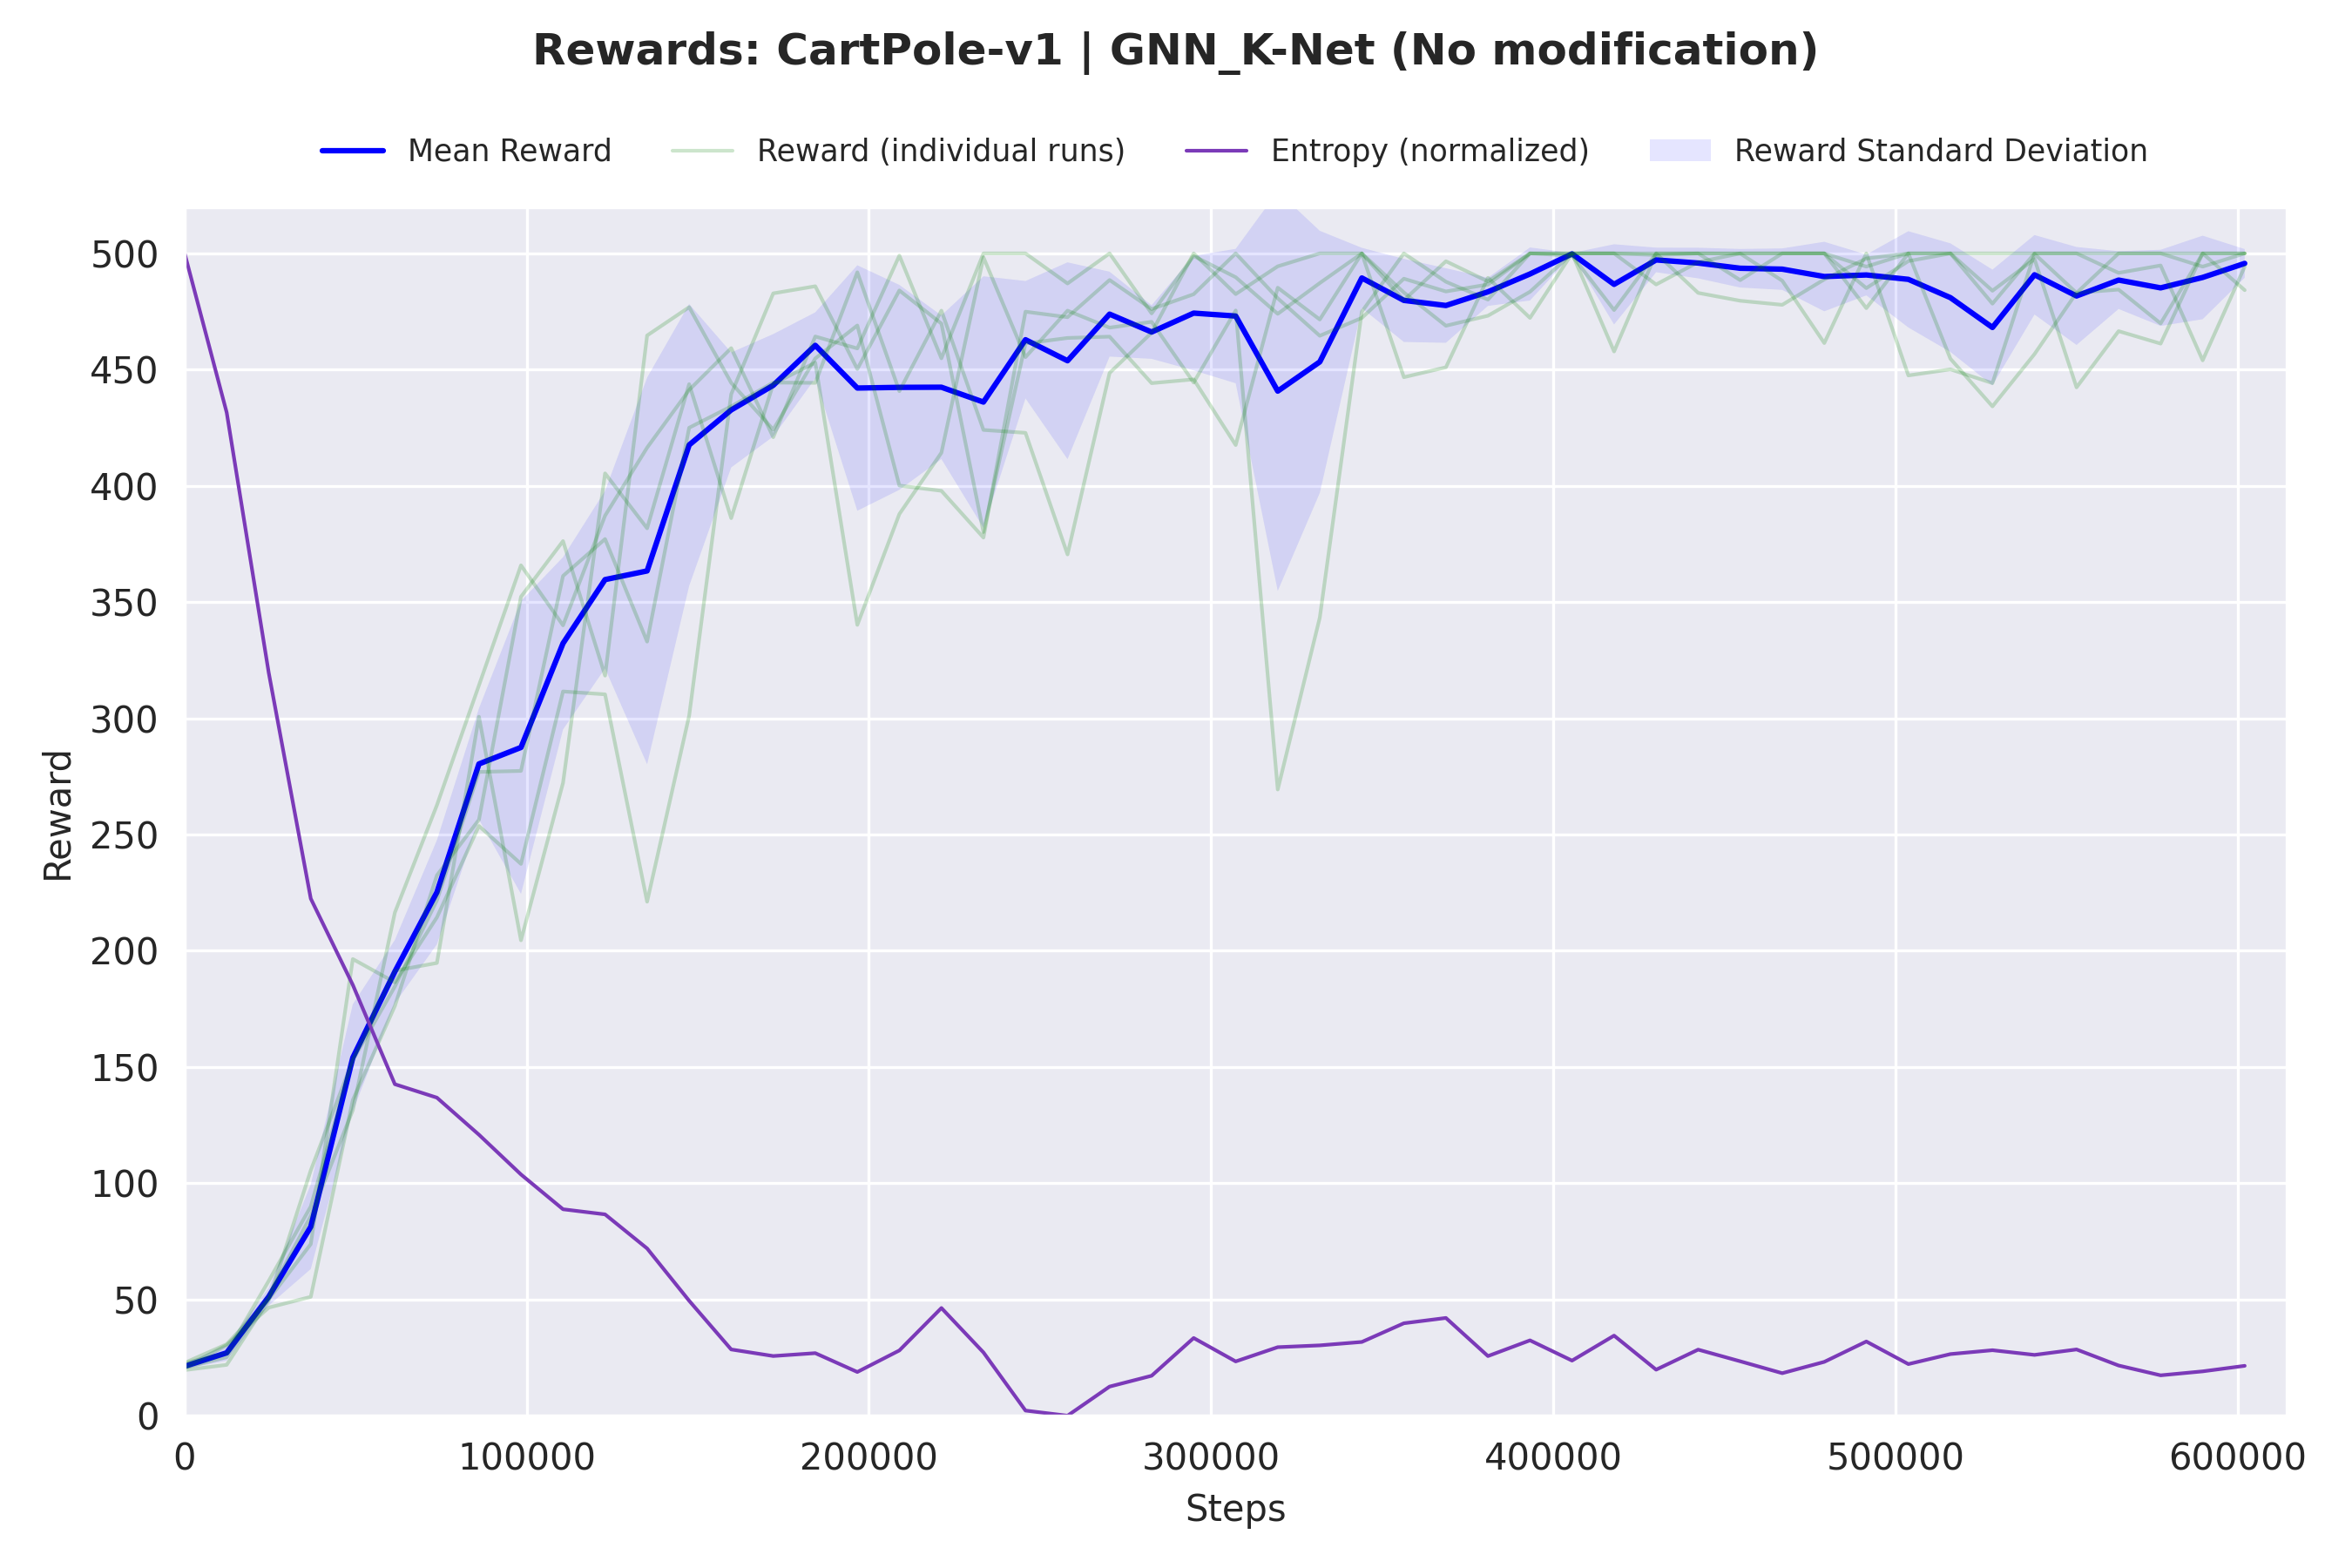 Rewards: CartPole-v1 | GNN_K-Net (No modification)
Mean Reward
Reward (individual runs)
Entropy (normalized)
Reward Standard Deviation
500
450
400
350
300
250
200
150
100
50
0
Reward
0
100000
200000
300000
400000
500000
600000
Steps